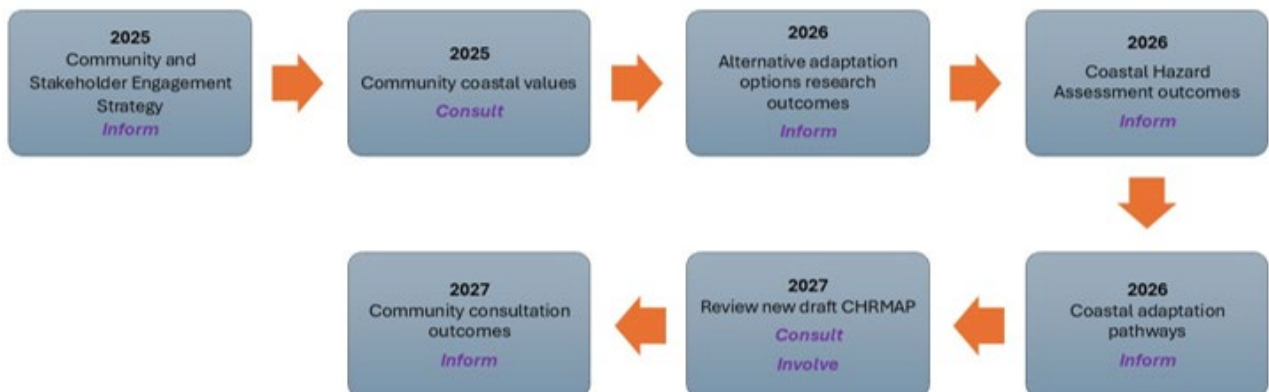 2025
Community and
Stakeholder Engagement
Strategy
Inform
2025
Community coastal values
Consult
2026
Alternative adaptation
options research
outcomes
Inform
2026
Coastal Hazard
Assessment outcomes
Inform
2026
Coastal adaptation
pathways
Inform
2027
Review new draft CHRMAP
Consult
Involve
2027
Community consultation
outcomes
Inform